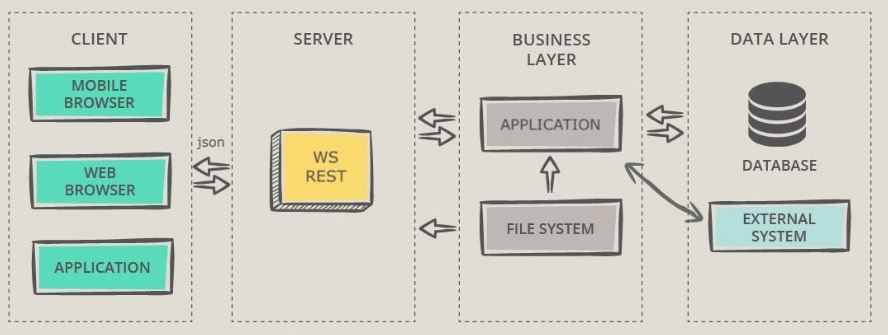 CLIENT
MOBILE
BROWSER
WEB
BROWSER
APPLICATION
json
SERVER
WS
REST
BUSINESS
LAYER
APPLICATION
FILE SYSTEM
DATA LAYER
DATABASE
EXTERNAL
SYSTEM